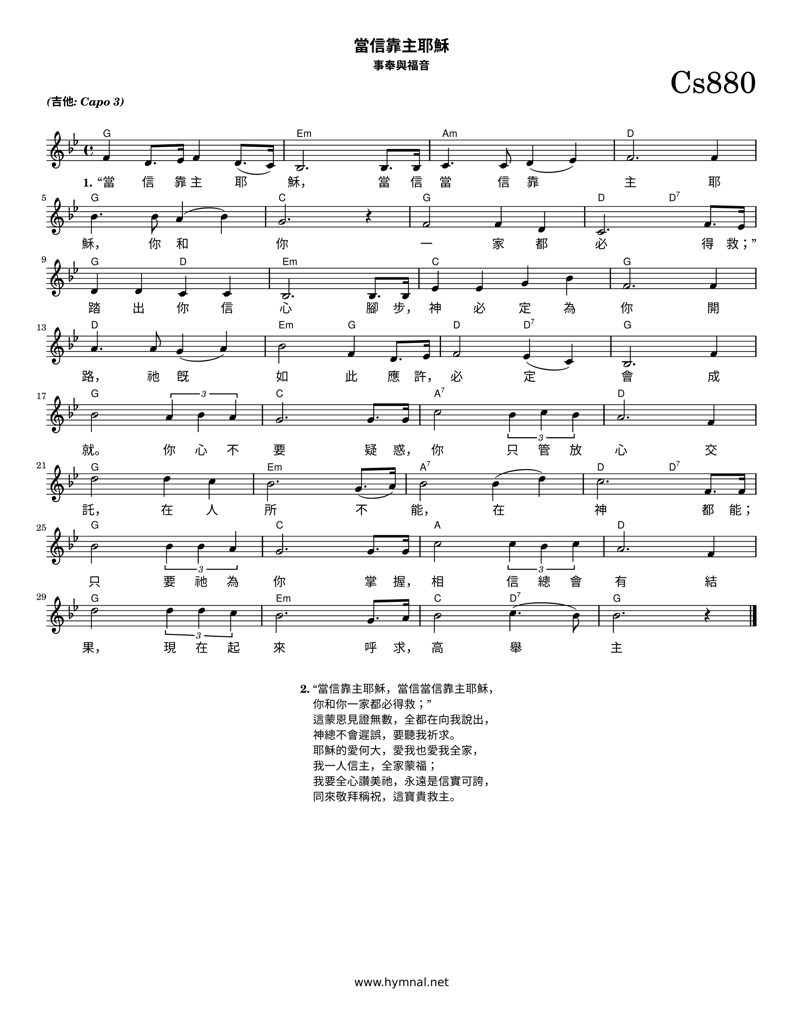 當信靠主耶穌
事奉與福音
Cs880
(吉他: Capo 3)
G Em Am D
1. “當 信 靠 主 耶 穌， 當 信 當 信 靠 主 耶
5 G C G D D7
穌， 你 和 你 一 家 都 必 得 救；”
9 G D Em C G
踏 出 你 信 心 腳 步， 神 必 定 為 你 開
13 D Em G D D7 G
路， 祂 旣 如 此 應 許， 必 定 會 成
17 G 3 C A7 3 D
就。 你 心 不 要 疑 惑， 你 只 管 放 心 交
21 G Em A7 D D7
託， 在 人 所 不 能， 在 神 都 能；
25 G 3 C A 3 D
只 要 祂 為 你 掌 握， 相 信 總 會 有 結
29 G 3 Em C D7 G
果， 現 在 起 來 呼 求， 高 舉 主
2. “當信靠主耶穌，當信當信靠主耶穌，
你和你一家都必得救；”
這蒙恩見證無數，全都在向我說出，
神總不會遲誤，要聽我祈求。
耶穌的愛何大，愛我也愛我全家，
我一人信主，全家蒙福；
我要全心讚美祂，永遠是信實可誇，
同來敬拜稱祝，這寶貴救主。
www.hymnal.net